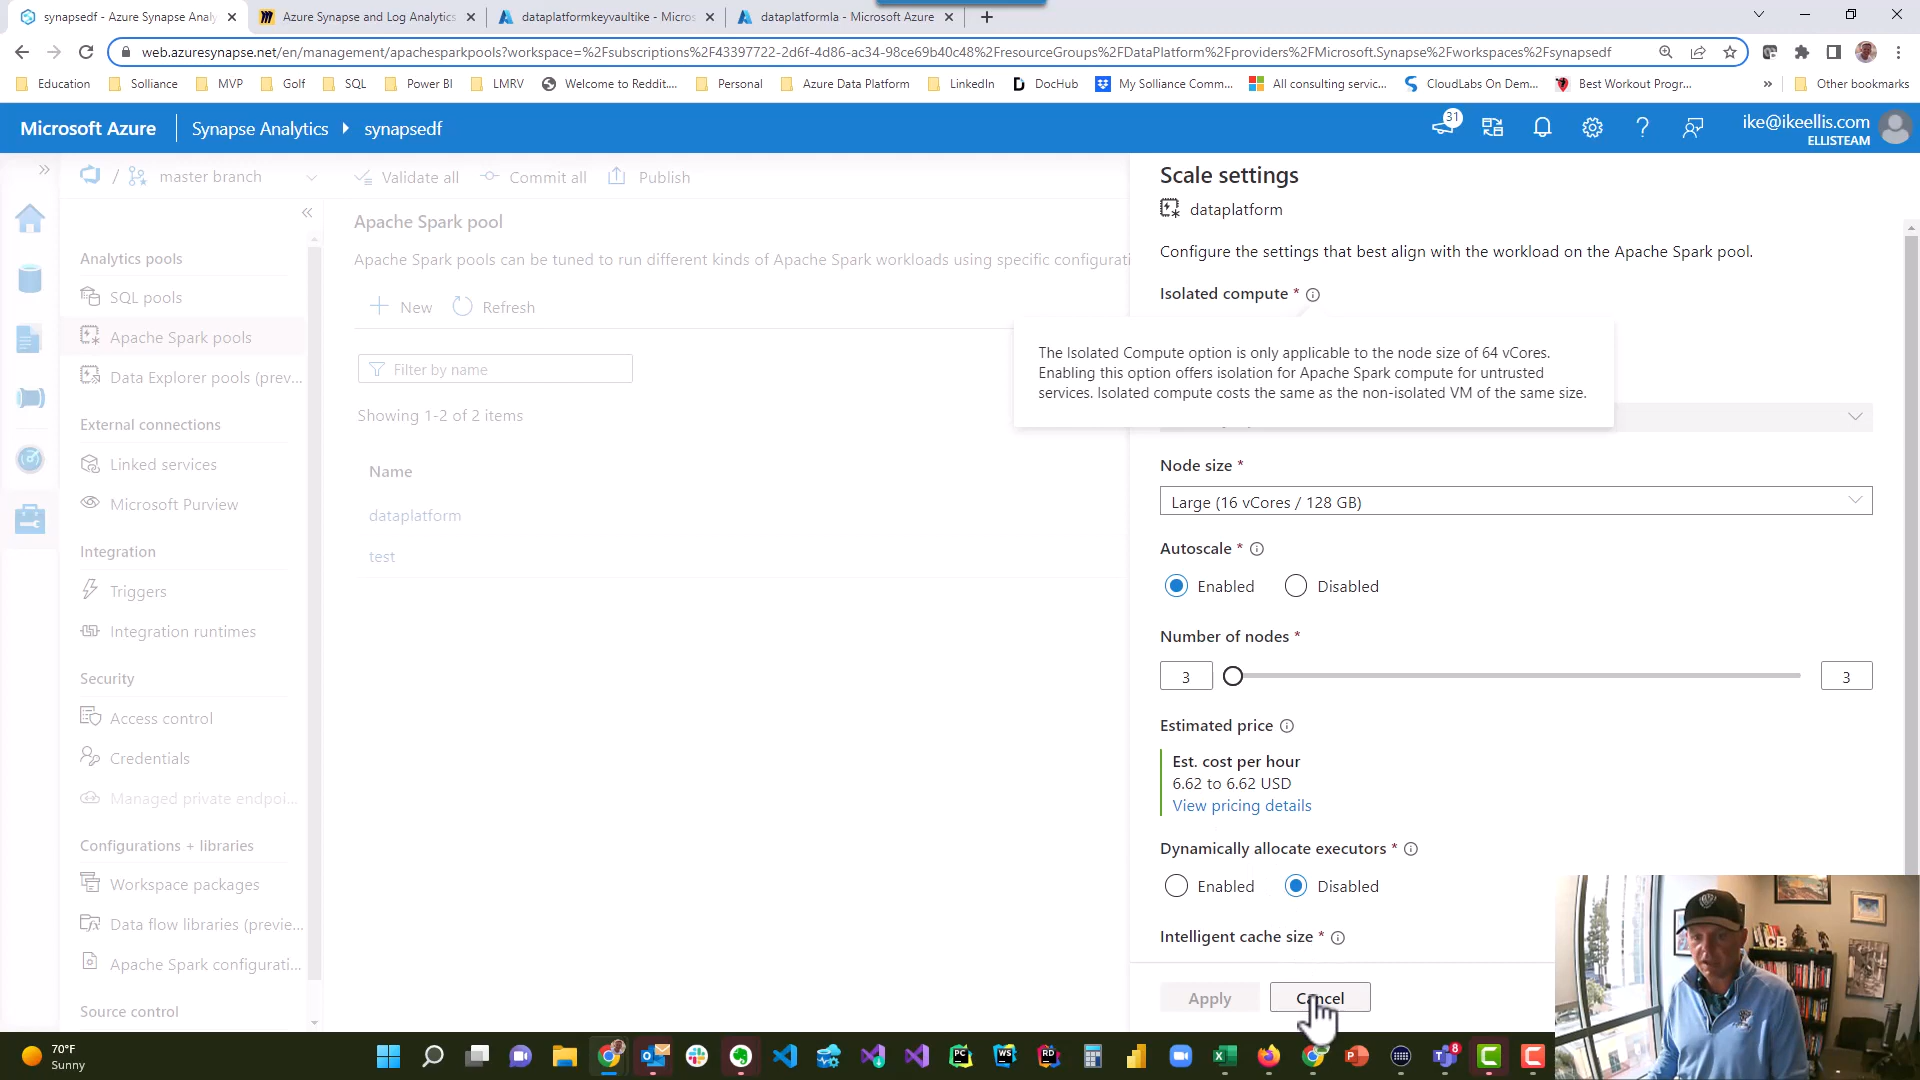 synapsedf - Azure Synapse Analy
Azure Synapse and Log Analytics
dataplatformkeyvaultike - Micros
dataplatformla - Microsoft Azure
web.azuresynapse.net/en/management/apachesparkpools?workspace=%2Fsubscriptions%2F43397722-2d6f-4d86-ac34-98ce69b40c48%2FresourceGroups%2FDataPlatform%2Fproviders%2FMicrosoft.Synapse%2Fworkspaces%2Fsynapsedf
Education
Solliance
MVP
Golf
SQL
Power BI
LMRV
Welcome to Reddit....
Personal
Azure Data Platform
LinkedIn
DocHub
My Solliance Comm...
All consulting servic...
CloudLabs On Dem...
Best Workout Progr...
»
Other bookmarks
Microsoft Azure
Synapse Analytics
synapsedf
31
ike@ikeellis.com
ELLISTEAM
/ master branch
Validate all
Commit all
Publish
Analytics pools
SQL pools
Apache Spark pools
Data Explorer pools (prev...
External connections
Linked services
Microsoft Purview
Integration
Triggers
Integration runtimes
Security
Access control
Credentials
Managed private endpoi...
Configurations + libraries
Workspace packages
Data flow libraries (previe...
Apache Spark configurati...
Source control
Apache Spark pool
Apache Spark pools can be tuned to run different kinds of Apache Spark workloads using specific configurati
New
Refresh
Filter by name
Showing 1-2 of 2 items
Name
dataplatform
test
Scale settings
dataplatform
Configure the settings that best align with the workload on the Apache Spark pool.
Isolated compute *
The Isolated Compute option is only applicable to the node size of 64 vCores.
Enabling this option offers isolation for Apache Spark compute for untrusted
services. Isolated compute costs the same as the non-isolated VM of the same size.
Node size *
Large (16 vCores / 128 GB)
Autoscale *
Enabled
Disabled
Number of nodes *
3
3
Estimated price
Est. cost per hour
6.62 to 6.62 USD
View pricing details
Dynamically allocate executors *
Enabled
Disabled
Intelligent cache size *
Apply
Cancel
CB
70°F
Sunny
PC
WS
RD
8